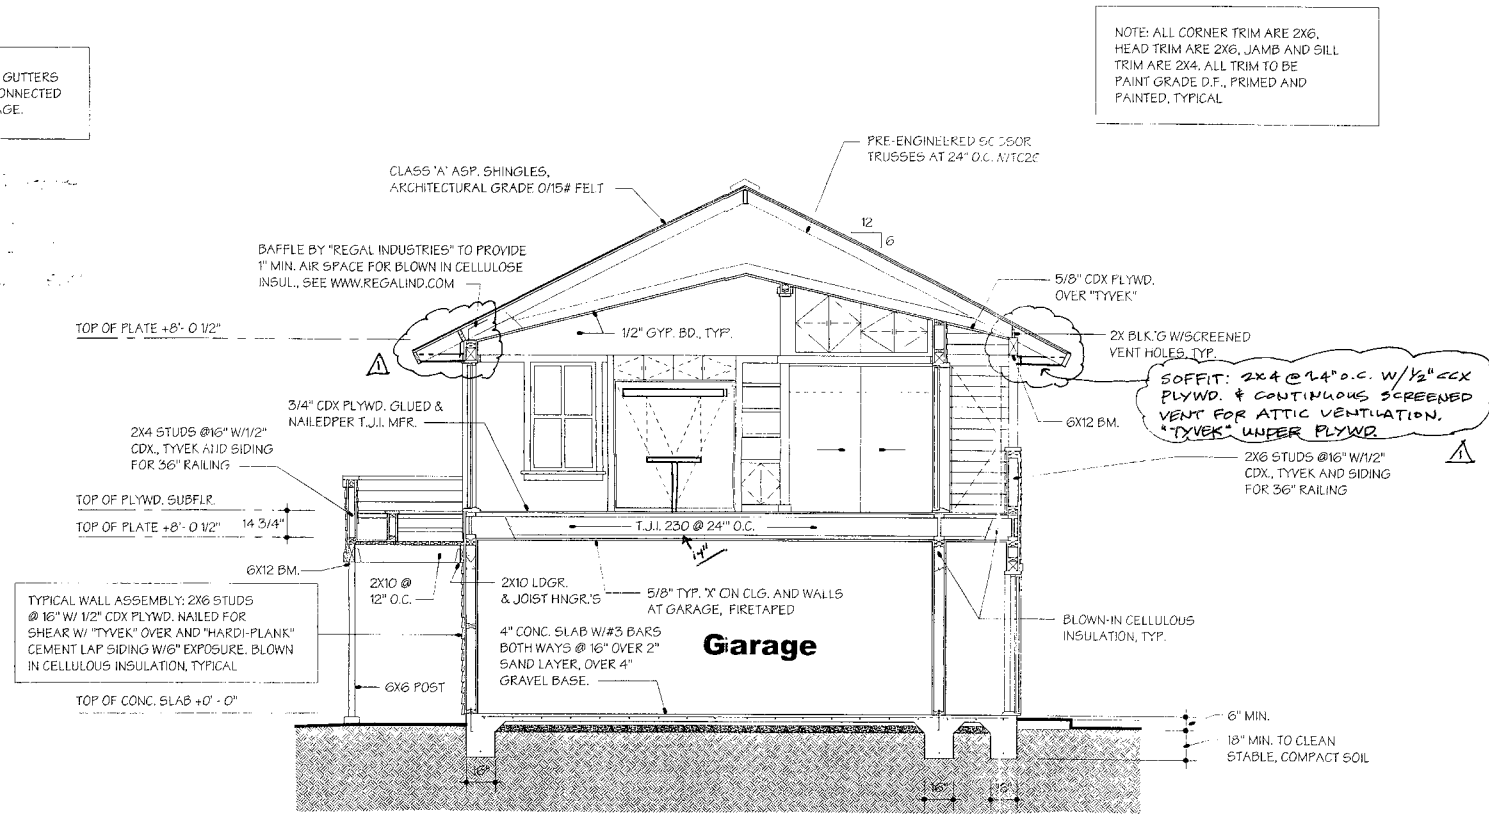 GUTTERS
ONNECTED
AGE.
NOTE: ALL CORNER TRIM ARE 2X6,
HEAD TRIM ARE 2X6, JAMB AND SILL
TRIM ARE 2X4. ALL TRIM TO BE
PAINT GRADE D.F., PRIMED AND
PAINTED, TYPICAL
PRE-ENGINEERED
TRUSSES AT 24" O.C.
CLASS 'A' ASP. SHINGLES,
ARCHITECTURAL GRADE O/15# FELT
12
6
BAFFLE BY "REGAL INDUSTRIES" TO PROVIDE
1" MIN. AIR SPACE FOR BLOWN IN CELLULOSE
INSUL., SEE WWW.REGALIND.COM
5/8" CDX PLYWD.
OVER "TYVEK"
TOP OF PLATE +8'- 0 1/2"
1/2" GYP. BD., TYP.
2X BLK'G W/SCREENED
VENT HOLES, TYP.
1
SOFFIT: 2X4 @ 24" O.C. W/ 1/2" CCX
PLYWD. & CONTINUOUS SCREENED
VENT FOR ATTIC VENTILATION.
"TYVEK" UNDER PLYWD.
1
3/4" CDX PLYWD. GLUED &
NAILEDPER T.J.I. MFR.
6X12 BM.
2X4 STUDS @16" W/1/2"
CDX., TYVEK AND SIDING
FOR 36" RAILING
2X6 STUDS @16" W/1/2"
CDX, TYVEK AND SIDING
FOR 36" RAILING
TOP OF PLYWD. SUBFLR.
TOP OF PLATE +8'- 0 1/2"
14 3/4"
T.J.I. 230 @ 24"' O.C.
14"
6X12 BM.
2X10 @
12" O.C.
2X10 LDGR.
& JOIST HNGR.'S
5/8" TYP. 'X' ON CLG. AND WALLS
AT GARAGE, FIRETAPED
TYPICAL WALL ASSEMBLY: 2X6 STUDS
@ 16" W/ 1/2" CDX PLYWD. NAILED FOR
SHEAR W/ "TYVEK" OVER AND "HARDI-PLANK"
CEMENT LAP SIDING W/6" EXPOSURE. BLOWN
IN CELLULOUS INSULATION, TYPICAL
4" CONC. SLAB W/#3 BARS
BOTH WAYS @ 16" OVER 2"
SAND LAYER, OVER 4"
GRAVEL BASE.
Garage
BLOWN-IN CELLULOUS
INSULATION, TYP.
6X6 POST
TOP OF CONC. SLAB +0' - 0"
6" MIN.
18" MIN. TO CLEAN
STABLE, COMPACT SOIL
16"
16"
16"